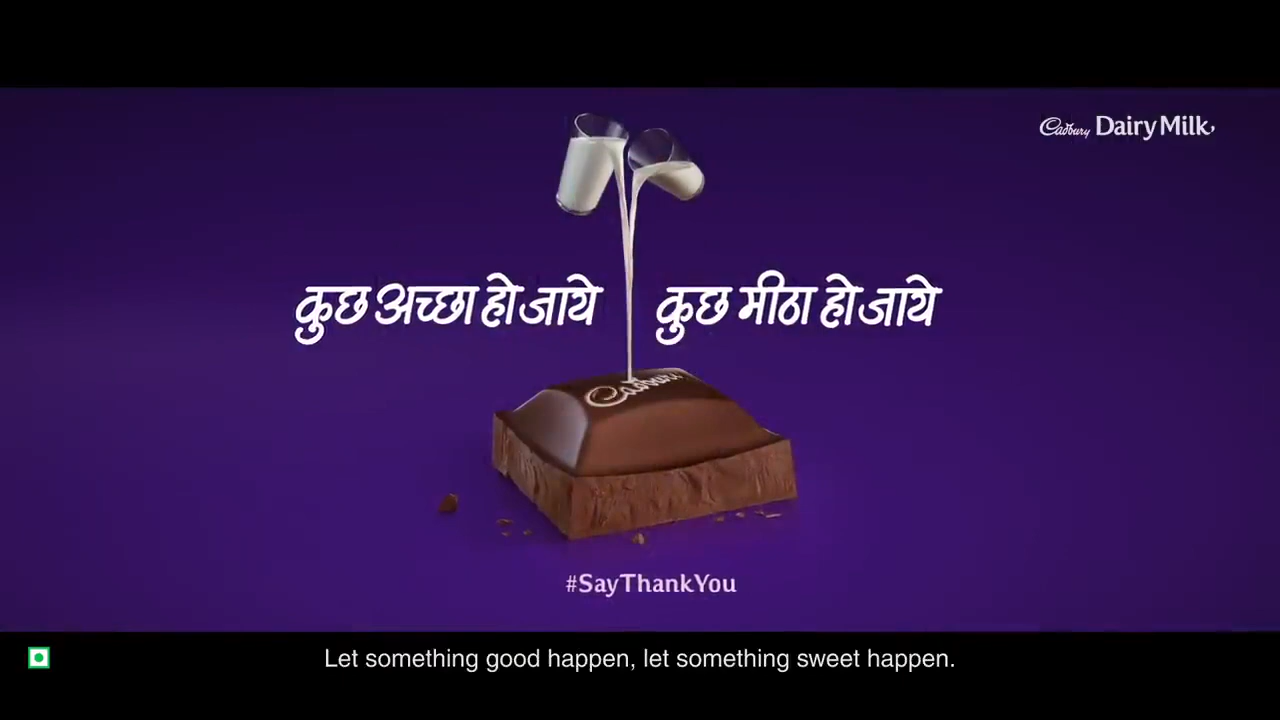 Cadbury Dairy Milk
कुछ अच्छा हो जाये कुछ मीठा हो जाये
Cadbury
#SayThankYou
Let something good happen, let something sweet happen.